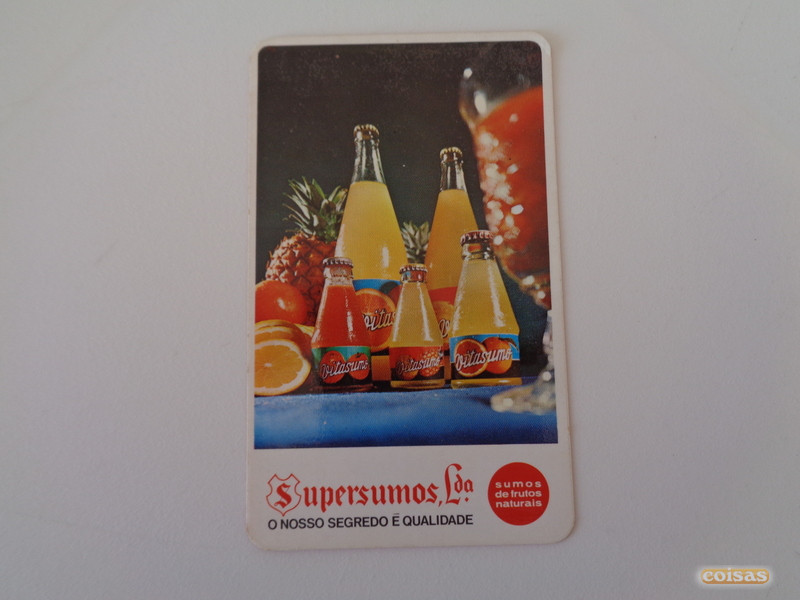 Vitasumo
Vitasumo
Vitasumo
Vitasumo
Supersumos, Lda.
O NOSSO SEGREDO É QUALIDADE
sumos
de frutos
naturais
coisas